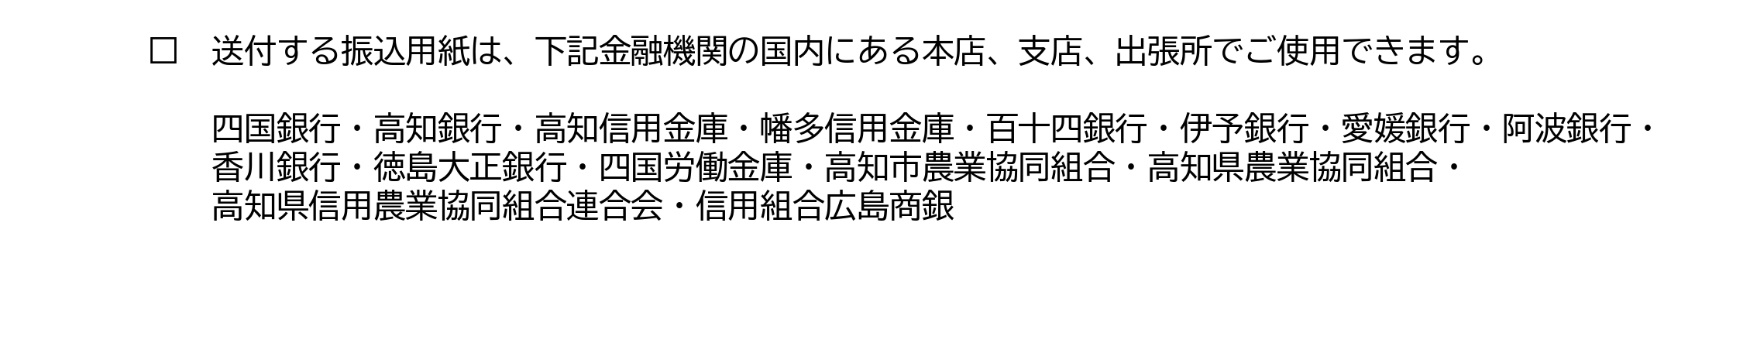 □ 送付する振込用紙は、下記金融機関の国内にある本店、支店、出張所でご使用できます。
四国銀行・高知銀行・高知信用金庫・幡多信用金庫・百十四銀行・伊予銀行・愛媛銀行・阿波銀行・
香川銀行・徳島大正銀行・四国労働金庫・高知市農業協同組合・高知県農業協同組合・
高知県信用農業協同組合連合会・信用組合広島商銀